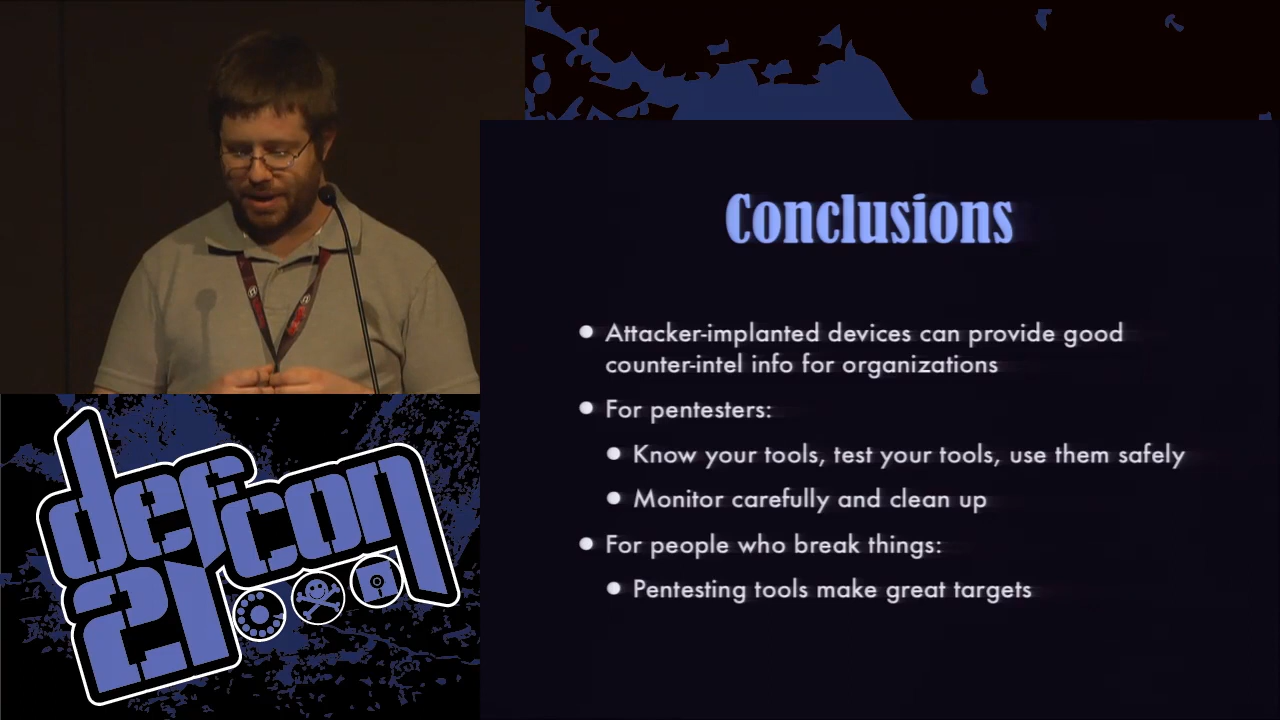 Conclusions
Attacker-implanted devices can provide good
counter-intel info for organizations
For pentesters:
Know your tools, test your tools, use them safely
Monitor carefully and clean up
For people who break things:
Pentesting tools make great targets
defcon
21